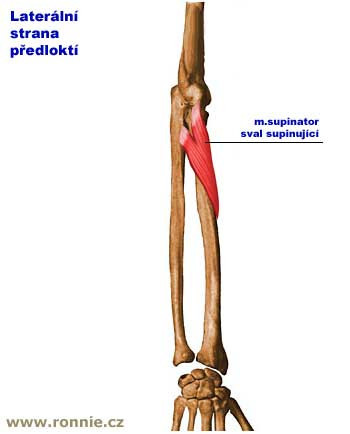 Laterální
strana
předloktí
m.supinator
sval supinující
www.ronnie.cz